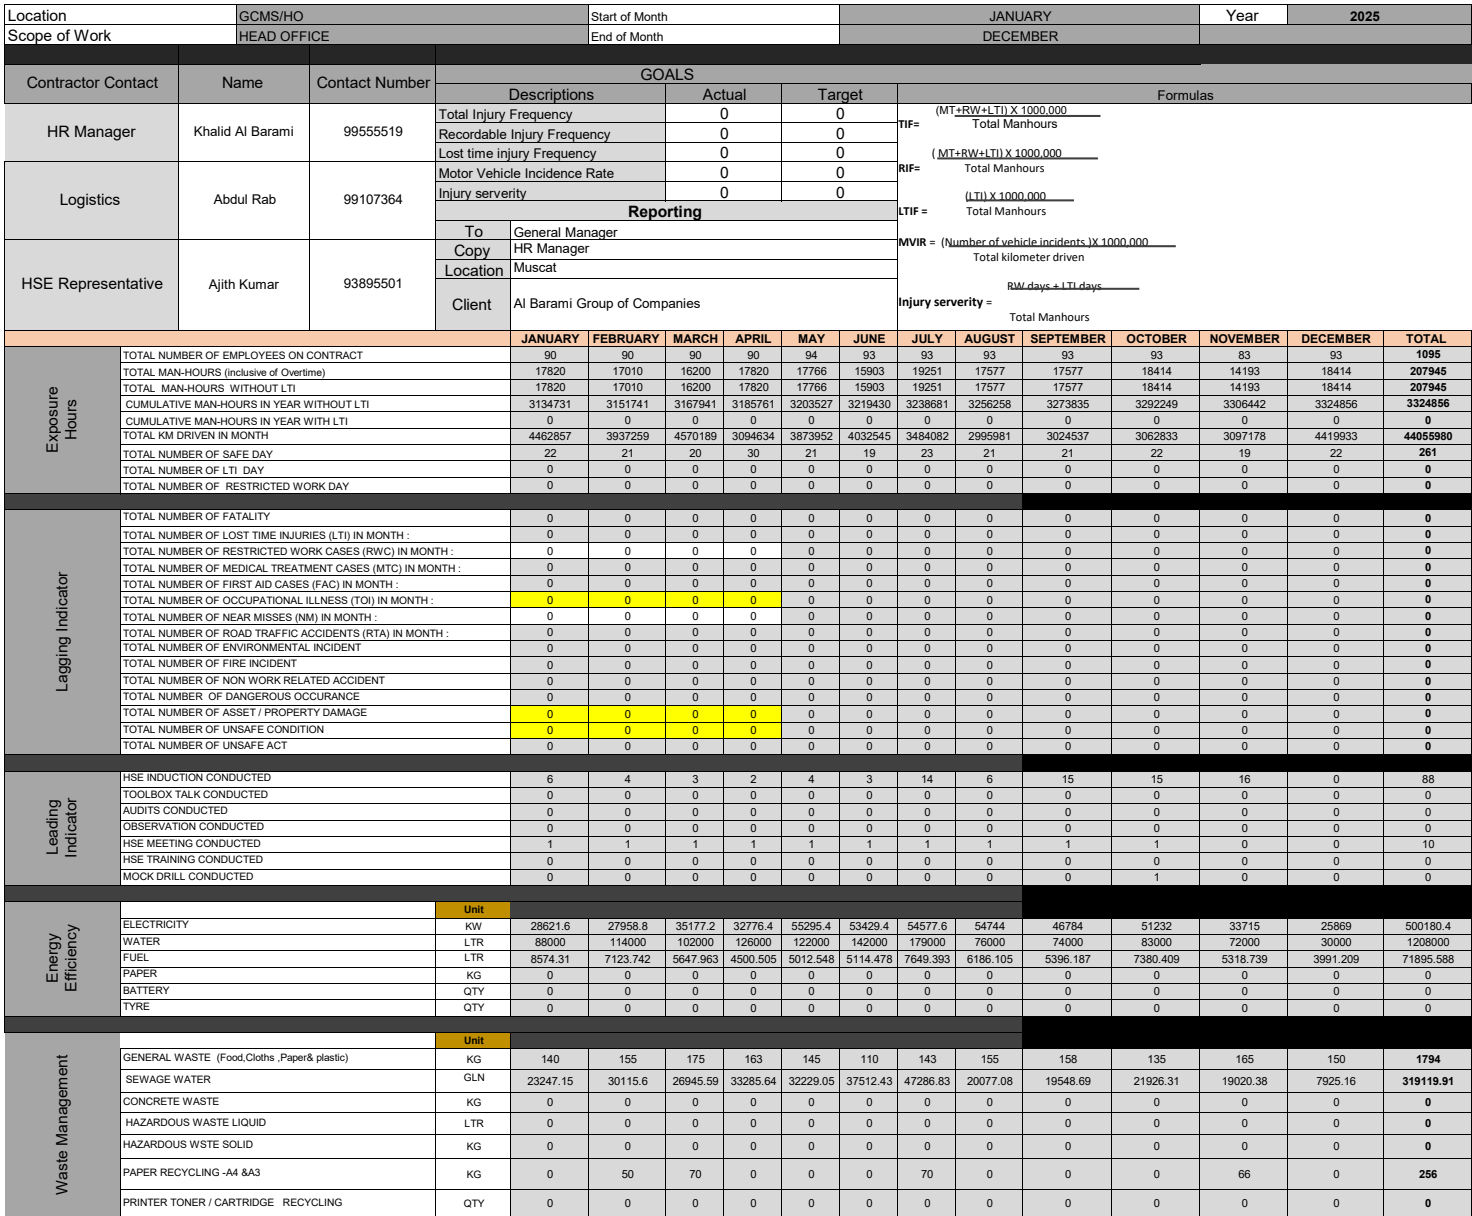 Location GCMS/HO Start of Month JANUARY Year 2025
Scope of Work HEAD OFFICE End of Month DECEMBER
Contractor Contact Name Contact Number GOALS
Descriptions Actual Target Formulas
HR Manager Khalid Al Barami 99555519
Total Injury Frequency 0 0
Recordable Injury Frequency 0 0
Lost time injury Frequency 0 0
Motor Vehicle Incidence Rate 0 0
Injury serverity 0 0
Logistics Abdul Rab 99107364
Reporting
To General Manager
Copy HR Manager
Location Muscat
HSE Representative Ajith Kumar 93895501
Client Al Barami Group of Companies
(MT+RW+LTI) X 1000,000
TIF= Total Manhours
( MT+RW+LTI)) X 1000,000
RIF= Total Manhours
(LTI) X 1000,000
LTIF = Total Manhours
MVIR = (Number of vehicle incidents )X 1000,000
Total kilometer driven
RW days + LTI days
Injury serverity =
Total Manhours
JANUARY FEBRUARY MARCH APRIL MAY JUNE JULY AUGUST SEPTEMBER OCTOBER NOVEMBER DECEMBER TOTAL
Exposure Hours
TOTAL NUMBER OF EMPLOYEES ON CONTRACT 90 90 90 90 94 93 93 93 93 93 83 93 1095
TOTAL MAN-HOURS (inclusive of Overtime) 17820 17010 16200 17820 17766 15903 19251 17577 17577 18414 14193 18414 207945
TOTAL MAN-HOURS WITHOUT LTI 17820 17010 16200 17820 17766 15903 19251 17577 17577 18414 14193 18414 207945
CUMULATIVE MAN-HOURS IN YEAR WITHOUT LTI 3134731 3151741 3167941 3185761 3203527 3219430 3238681 3256258 3273835 3292249 3306442 3324856 3324856
CUMULATIVE MAN-HOURS IN YEAR WITH LTI 0 0 0 0 0 0 0 0 0 0 0 0 0
TOTAL KM DRIVEN IN MONTH 4462857 3937259 4570189 3094634 3873952 4032545 3484082 2995981 3024537 3062833 3097178 4419933 44055980
TOTAL NUMBER OF SAFE DAY 22 21 20 30 21 19 23 21 21 22 19 22 261
TOTAL NUMBER OF LTI DAY 0 0 0 0 0 0 0 0 0 0 0 0 0
TOTAL NUMBER OF RESTRICTED WORK DAY 0 0 0 0 0 0 0 0 0 0 0 0 0
Lagging Indicator
TOTAL NUMBER OF FATALITY 0 0 0 0 0 0 0 0 0 0 0 0 0
TOTAL NUMBER OF LOST TIME INJURIES (LTI) IN MONTH : 0 0 0 0 0 0 0 0 0 0 0 0 0
TOTAL NUMBER OF RESTRICTED WORK CASES (RWC) IN MONTH : 0 0 0 0 0 0 0 0 0 0 0 0 0
TOTAL NUMBER OF MEDICAL TREATMENT CASES (MTC) IN MONTH : 0 0 0 0 0 0 0 0 0 0 0 0 0
TOTAL NUMBER OF FIRST AID CASES (FAC) IN MONTH : 0 0 0 0 0 0 0 0 0 0 0 0 0
TOTAL NUMBER OF OCCUPATIONAL ILLNESS (TOI) IN MONTH : 0 0 0 0 0 0 0 0 0 0 0 0 0
TOTAL NUMBER OF NEAR MISSES (NM) IN MONTH : 0 0 0 0 0 0 0 0 0 0 0 0 0
TOTAL NUMBER OF ROAD TRAFFIC ACCIDENTS (RTA) IN MONTH : 0 0 0 0 0 0 0 0 0 0 0 0 0
TOTAL NUMBER OF ENVIRONMENTAL INCIDENT 0 0 0 0 0 0 0 0 0 0 0 0 0
TOTAL NUMBER OF FIRE INCIDENT 0 0 0 0 0 0 0 0 0 0 0 0 0
TOTAL NUMBER OF NON WORK RELATED ACCIDENT 0 0 0 0 0 0 0 0 0 0 0 0 0
TOTAL NUMBER OF DANGEROUS OCCURANCE 0 0 0 0 0 0 0 0 0 0 0 0 0
TOTAL NUMBER OF ASSET / PROPERTY DAMAGE 0 0 0 0 0 0 0 0 0 0 0 0 0
TOTAL NUMBER OF UNSAFE CONDITION 0 0 0 0 0 0 0 0 0 0 0 0 0
TOTAL NUMBER OF UNSAFE ACT 0 0 0 0 0 0 0 0 0 0 0 0 0
Leading Indicator
HSE INDUCTION CONDUCTED 6 4 3 2 4 3 14 6 15 15 16 0 88
TOOLBOX TALK CONDUCTED 0 0 0 0 0 0 0 0 0 0 0 0 0
AUDITS CONDUCTED 0 0 0 0 0 0 0 0 0 0 0 0 0
OBSERVATION CONDUCTED 0 0 0 0 0 0 0 0 0 0 0 0 0
HSE MEETING CONDUCTED 1 1 1 1 1 1 1 1 1 1 0 0 10
HSE TRAINING CONDUCTED 0 0 0 0 0 0 0 0 0 0 0 0 0
MOCK DRILL CONDUCTED 0 0 0 0 0 0 0 0 0 1 0 0 0
Energy Efficiency
Unit
ELECTRICITY KW 28621.6 27958.8 35177.2 32776.4 55295.4 53429.4 54577.6 54744 46784 51232 33715 25869 500180.4
WATER LTR 88000 114000 102000 126000 122000 142000 179000 76000 74000 83000 72000 30000 1208000
FUEL LTR 8574.31 7123.742 5647.963 4500.505 5012.548 5114.478 7649.393 6186.105 5396.187 7380.409 5318.739 3991.209 71895.588
PAPER KG 0 0 0 0 0 0 0 0 0 0 0 0 0
BATTERY QTY 0 0 0 0 0 0 0 0 0 0 0 0 0
TYRE QTY 0 0 0 0 0 0 0 0 0 0 0 0 0
Waste Management
Unit
GENERAL WASTE (Food,Cloths ,Paper& plastic) KG 140 155 175 163 145 110 143 155 158 135 165 150 1794
SEWAGE WATER GLN 23247.15 30115.6 26945.59 33285.64 32229.05 37512.43 47286.83 20077.08 19548.69 21926.31 19020.38 7925.16 319119.91
CONCRETE WASTE KG 0 0 0 0 0 0 0 0 0 0 0 0 0
HAZARDOUS WASTE LIQUID LTR 0 0 0 0 0 0 0 0 0 0 0 0 0
HAZARDOUS WSTE SOLID KG 0 0 0 0 0 0 0 0 0 0 0 0 0
PAPER RECYCLING -A4 &A3 KG 0 50 70 0 0 0 70 0 0 0 66 0 256
PRINTER TONER / CARTRIDGE RECYCLING QTY 0 0 0 0 0 0 0 0 0 0 0 0 0